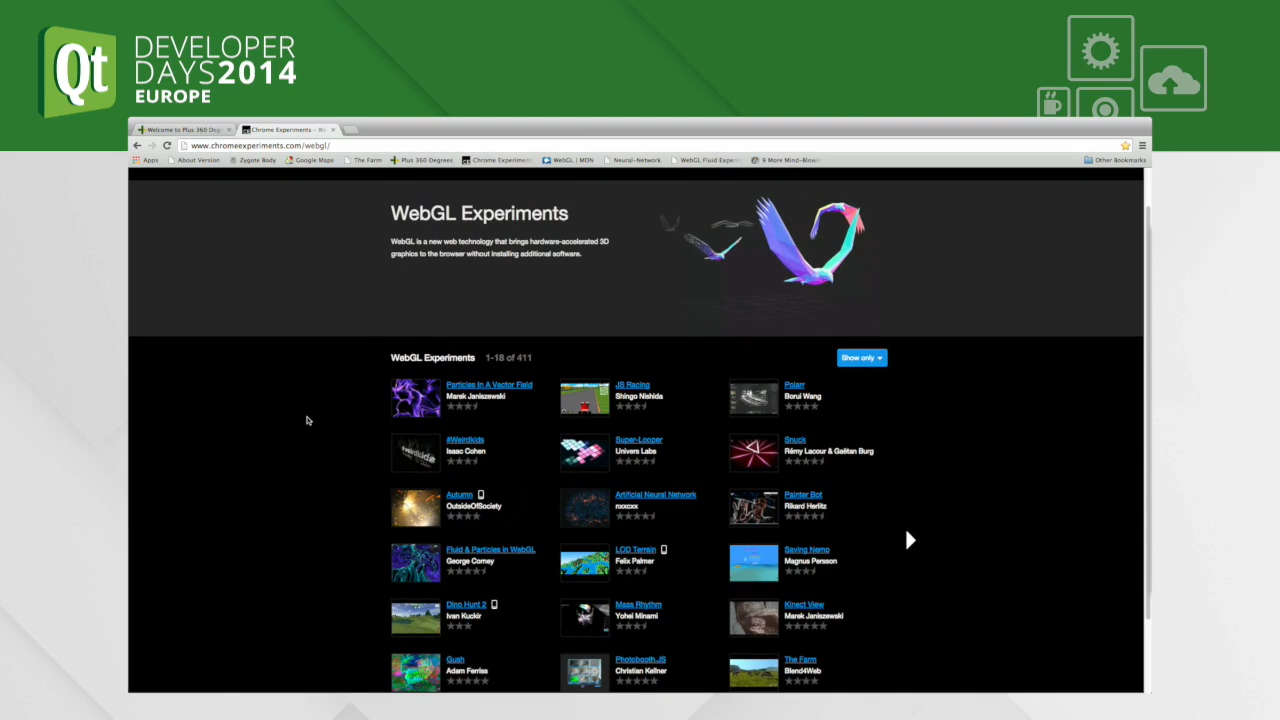 Qt
DEVELOPER
DAYS2014
EUROPE
Welcome to Plus 360 Deg
Chrome Experiments - W
www.chromeexperiments.com/webgl/
Apps
About Version
Zygote Body
Google Maps
The Farm
Plus 360 Degrees
Chrome Experimen
WebGL | MDN
Neural-Network
WebGL Fluid Experi
9 More Mind-Blow
Other Bookmarks
WebGL Experiments
WebGL is a new web technology that brings hardware-accelerated 3D
graphics to the browser without installing additional software.
WebGL Experiments 1-18 of 411
Show only
Particles In A Vector Field
Marek Janiszewski
JS Racing
Shingo Nishida
Polarr
Borui Wang
#Weirdkids
Isaac Cohen
Super-Looper
Univers Labs
Snuck
Rémy Lacour & Gaëtan Burg
Autumn
OutsideOfSociety
Artificial Neural Network
nxxcxx
Painter Bot
Rikard Herlitz
Fluid & Particles in WebGL
George Corney
LOD Terrain
Felix Palmer
Saving Nemo
Magnus Persson
Dino Hunt 2
Ivan Kuckir
Mass Rhythm
Yohei Minami
Kinect View
Marek Janiszewski
Gush
Adam Ferriss
Photobooth.JS
Christian Kellner
The Farm
Blend4Web